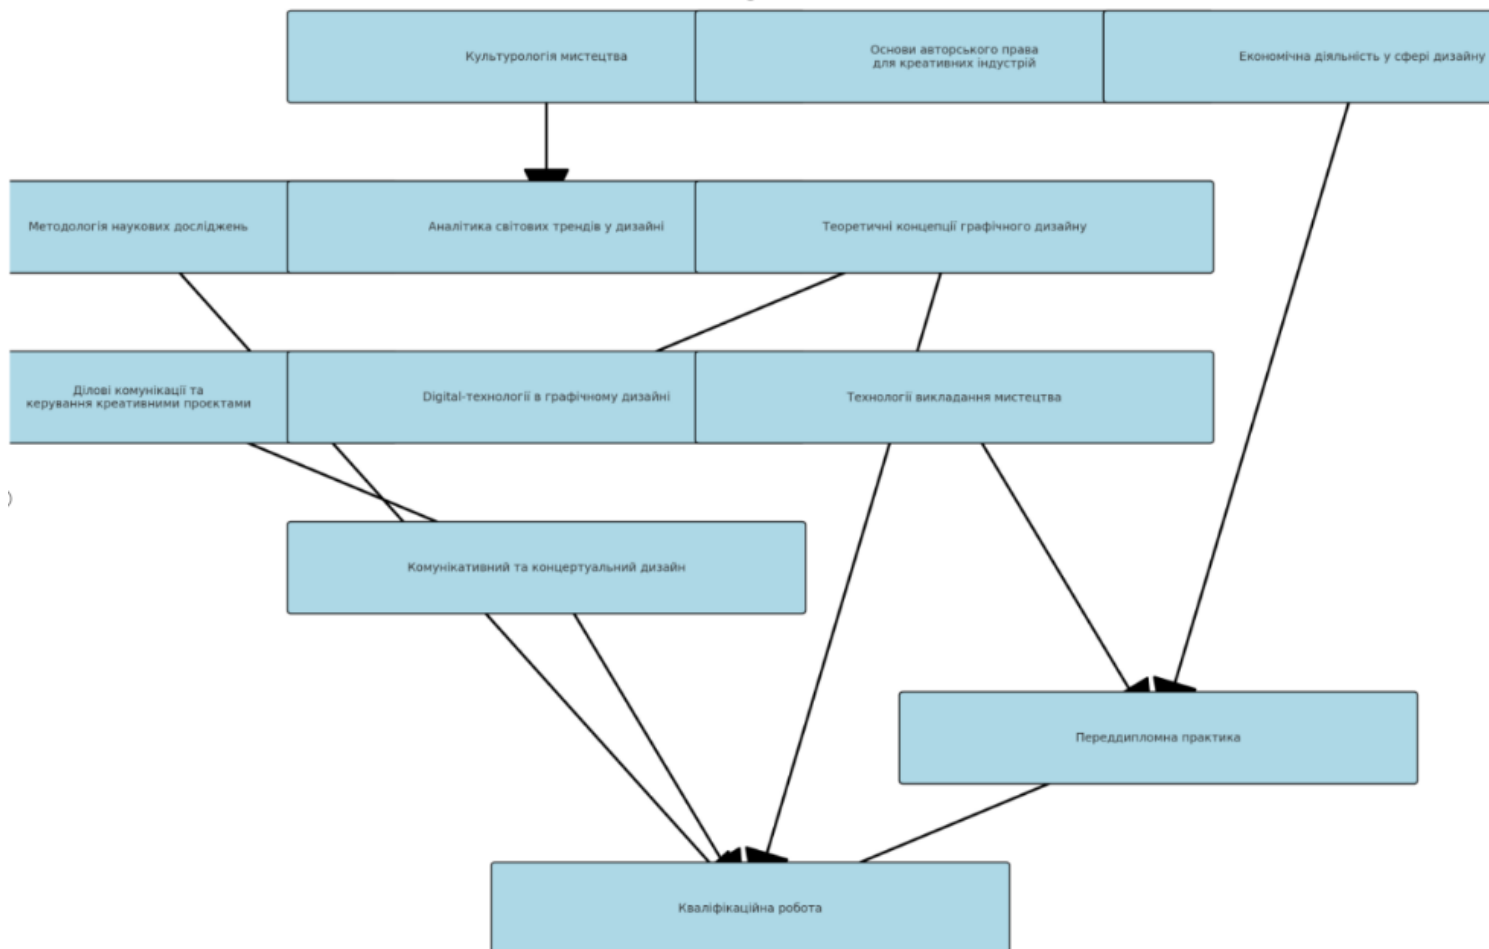 Культурологія мистецтва
Основи авторського права
для креативних індустрій
Економічна діяльність у сфері дизайну
Методологія наукових досліджень
Аналітика світових трендів у дизайні
Теоретичні концепції графічного дизайну
Ділові комунікації та
керування креативними проєктами
Digital-технології в графічному дизайні
Технології викладання мистецтва
Комунікативний та концертуальний дизайн
Переддипломна практика
Кваліфікаційна робота